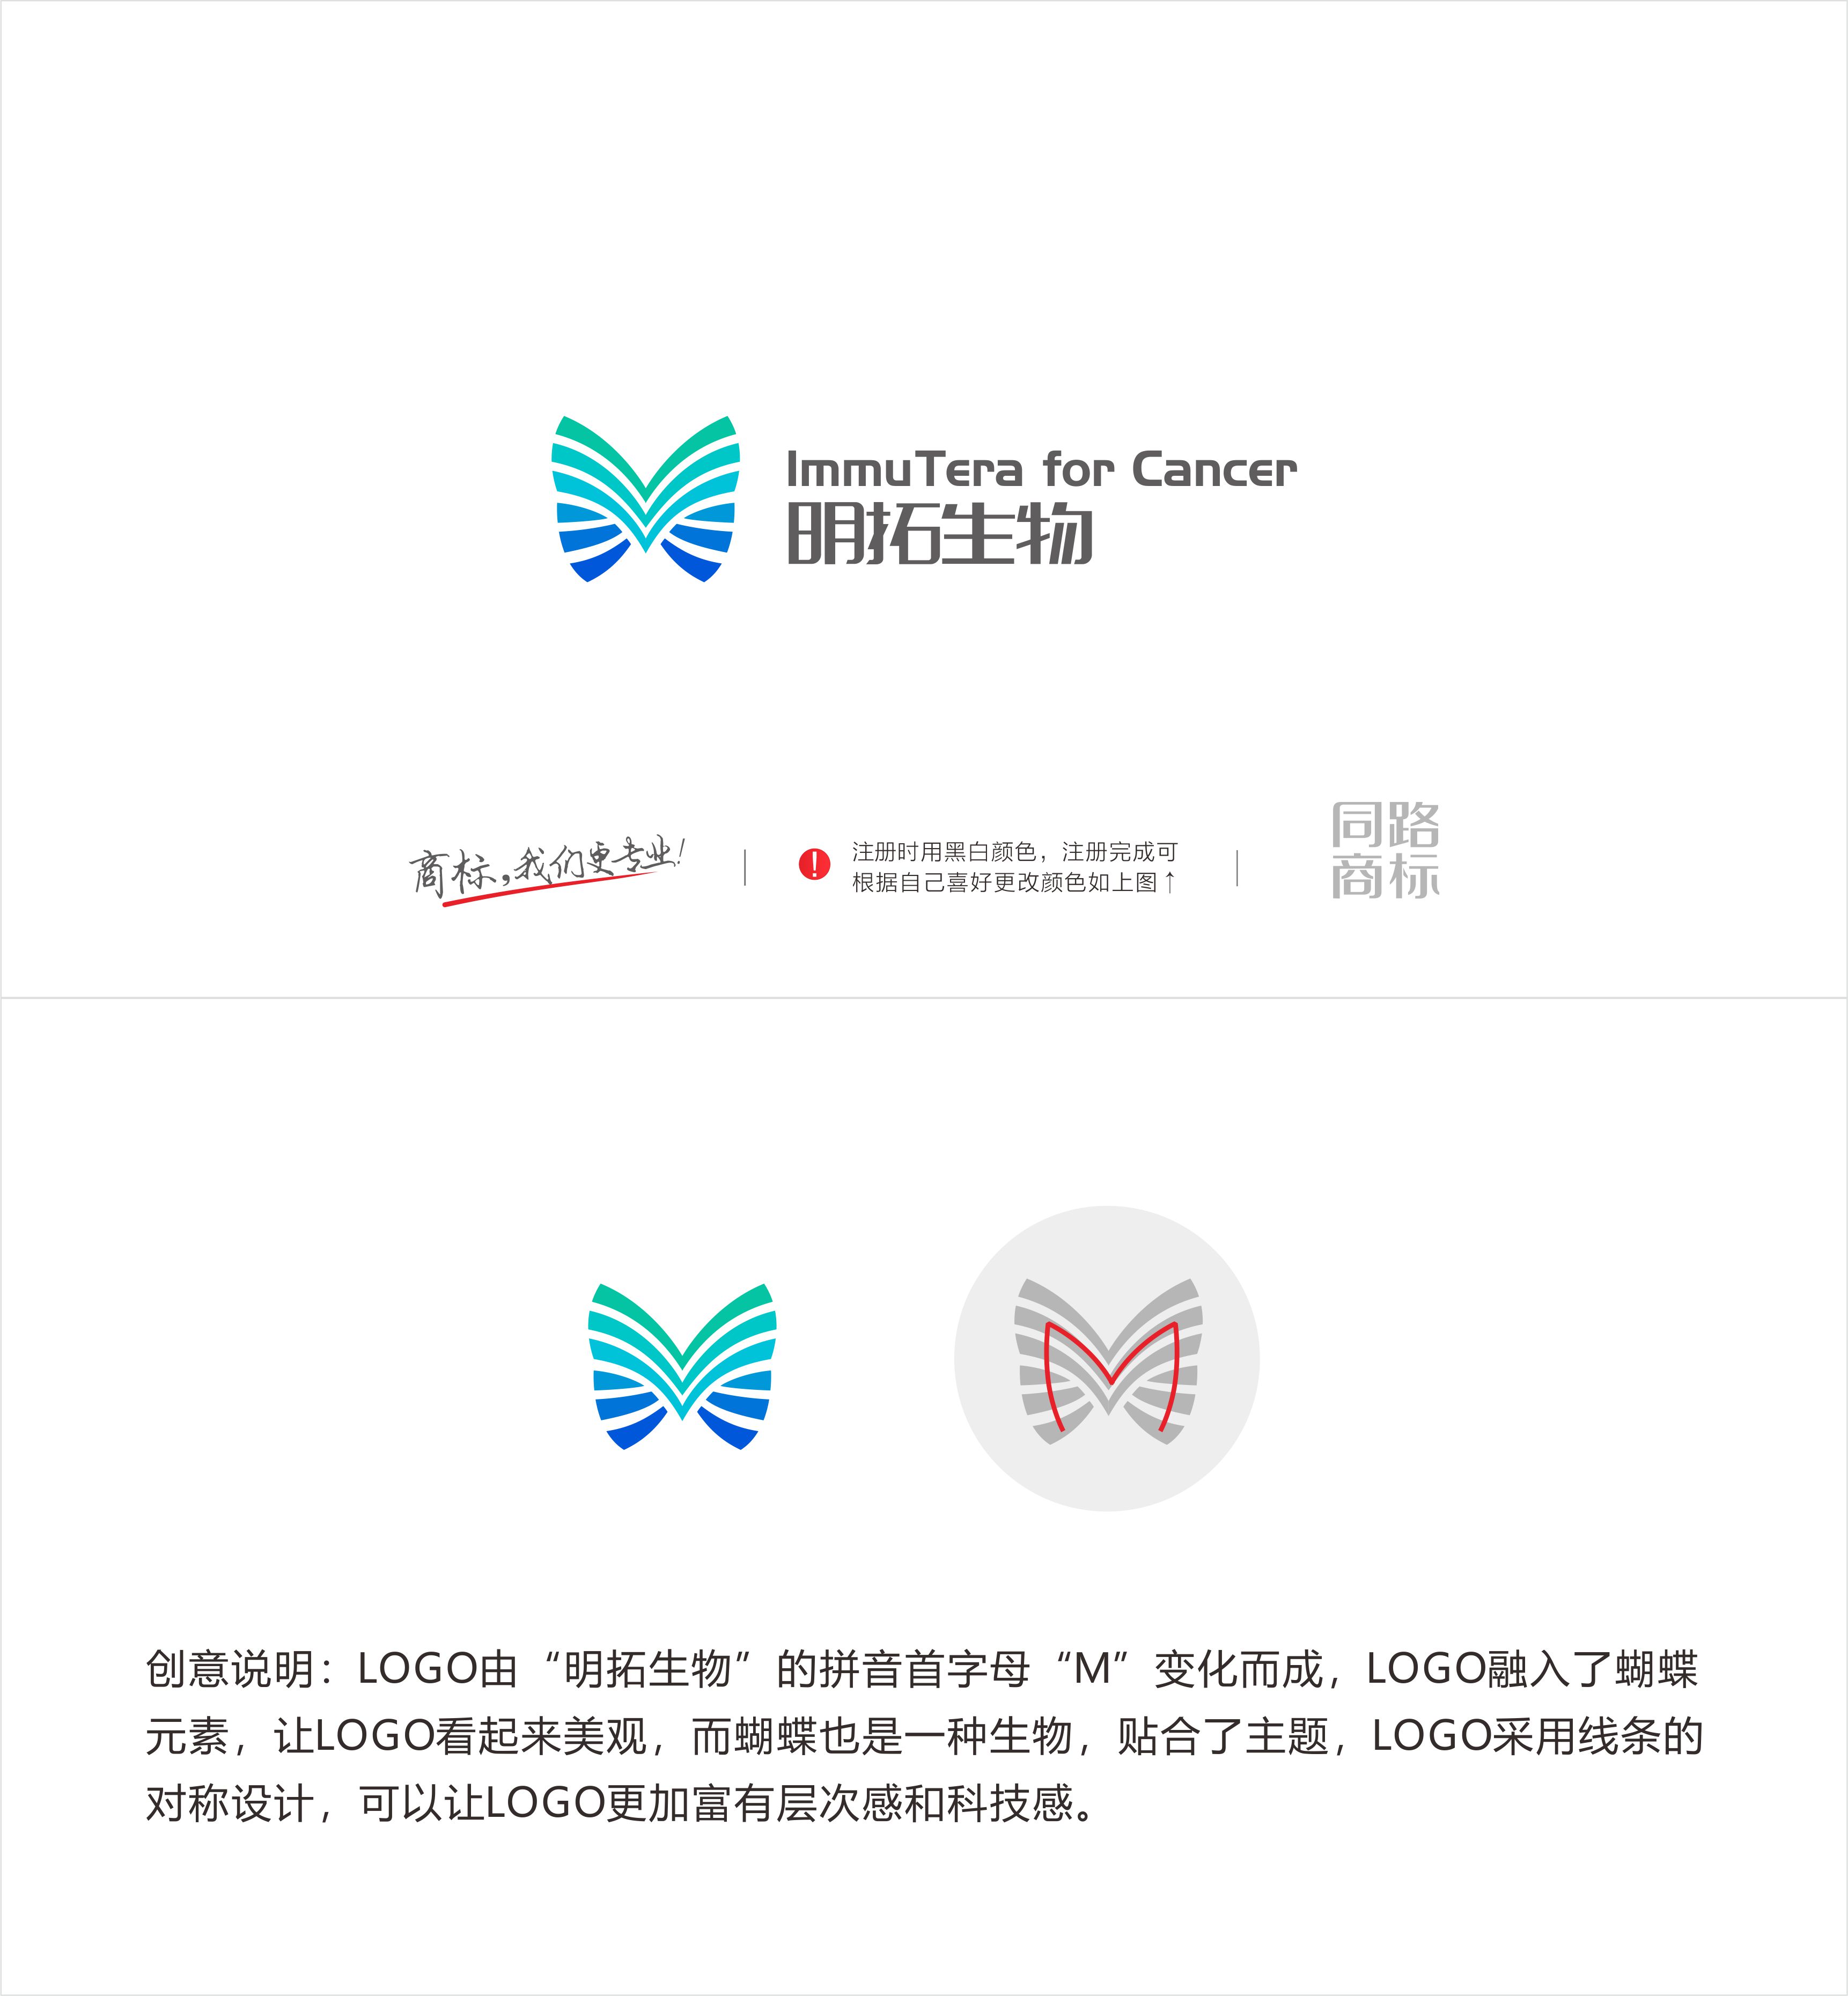 ImmuTera for Cancer
明拓生物
商标,我们更专业!
注册时用黑白颜色，注册完成可
根据自己喜好更改颜色如上图↑
同路
商标
创意说明：LOGO由“明拓生物”的拼音首字母“M”变化而成，LOGO融入了蝴蝶
元素，让LOGO看起来美观，而蝴蝶也是一种生物，贴合了主题，LOGO采用线条的
对称设计，可以让LOGO更加富有层次感和科技感。